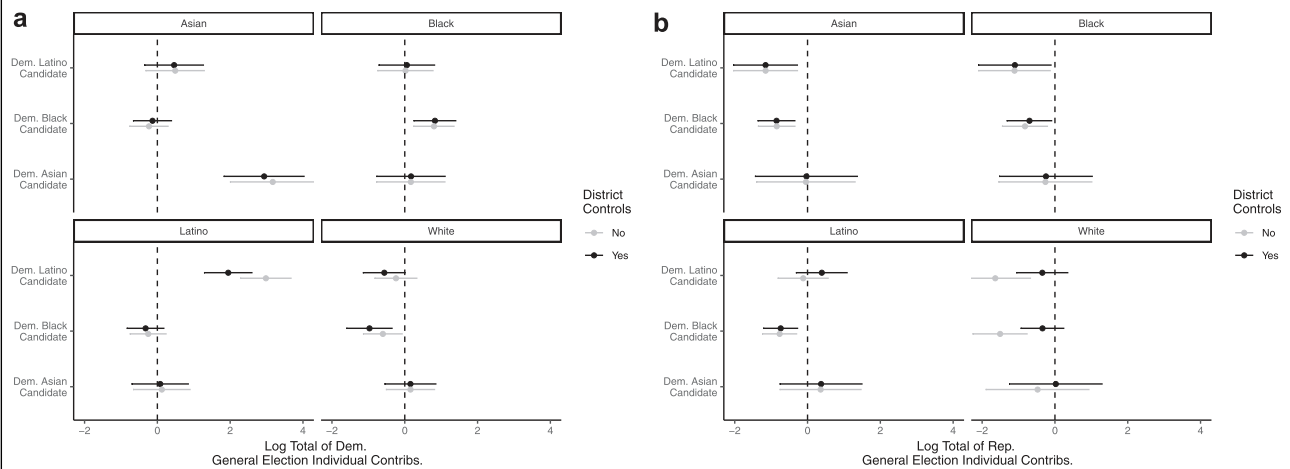 a
Asian
Black
Dem. Latino
Candidate
Dem. Black
Candidate
Dem. Asian
Candidate
Latino
White
Dem. Latino
Candidate
Dem. Black
Candidate
Dem. Asian
Candidate
−2 0 2 4
−2 0 2 4
Log Total of Dem.
General Election Individual Contribs.
District
Controls
No
Yes
b
Asian
Black
Dem. Latino
Candidate
Dem. Black
Candidate
Dem. Asian
Candidate
Latino
White
Dem. Latino
Candidate
Dem. Black
Candidate
Dem. Asian
Candidate
−2 0 2 4
−2 0 2 4
Log Total of Rep.
General Election Individual Contribs.
District
Controls
No
Yes